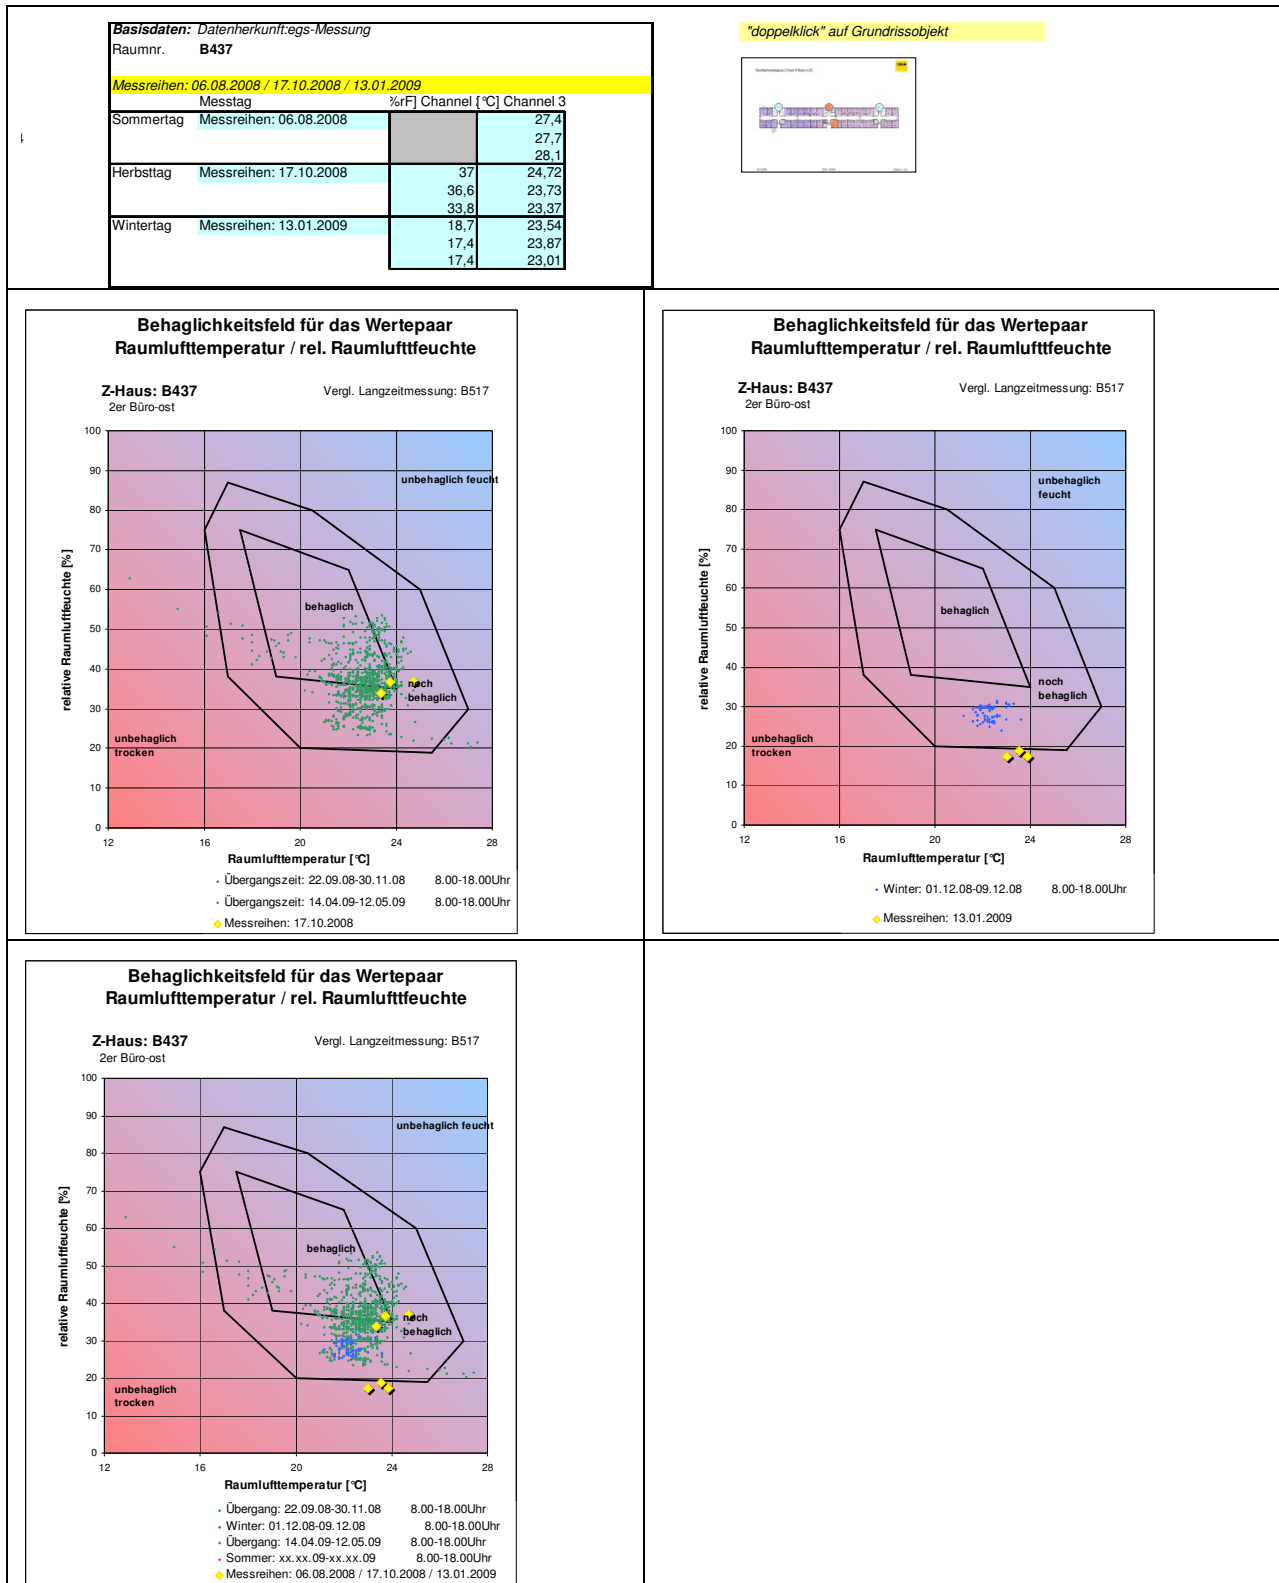 Basisdaten: Datenherkunft:egs-Messung
Raumnr. B437
Messreihen: 06.08.2008 / 17.10.2008 / 13.01.2009
Messtag %rF] Channel [°C] Channel 3
Sommertag Messreihen: 06.08.2008 27,4
27,7
28,1
Herbsttag Messreihen: 17.10.2008 37 24,72
36,6 23,73
33,8 23,37
Wintertag Messreihen: 13.01.2009 18,7 23,54
17,4 23,87
17,4 23,01
"doppelklick" auf Grundrissobjekt
Behaglichkeitsfeld für das Wertepaar
Raumlufttemperatur / rel. Raumlufttfeuchte
Z-Haus: B437 Vergl. Langzeitmessung: B517
2er Büro-ost
100
90
80
70
60
50
40
30
20
10
0
relative Raumluftfeuchte [%]
unbehaglich feucht
behaglich
noch
behaglich
unbehaglich
trocken
12 16 20 24 28
Raumlufttemperatur [°C]
Übergangszeit: 22.09.08-30.11.08 8.00-18.00Uhr
Übergangszeit: 14.04.09-12.05.09 8.00-18.00Uhr
Messreihen: 17.10.2008
Behaglichkeitsfeld für das Wertepaar
Raumlufttemperatur / rel. Raumlufttfeuchte
Z-Haus: B437 Vergl. Langzeitmessung: B517
2er Büro-ost
100
90
80
70
60
50
40
30
20
10
0
relative Raumluftfeuchte [%]
unbehaglich
feucht
behaglich
noch
behaglich
unbehaglich
trocken
12 16 20 24 28
Raumlufttemperatur [°C]
Winter: 01.12.08-09.12.08 8.00-18.00Uhr
Messreihen: 13.01.2009
Behaglichkeitsfeld für das Wertepaar
Raumlufttemperatur / rel. Raumlufttfeuchte
Z-Haus: B437 Vergl. Langzeitmessung: B517
2er Büro-ost
100
90
80
70
60
50
40
30
20
10
0
relative Raumluftfeuchte [%]
unbehaglich feucht
behaglich
noch
behaglich
unbehaglich
trocken
12 16 20 24 28
Raumlufttemperatur [°C]
Übergang: 22.09.08-30.11.08 8.00-18.00Uhr
Winter: 01.12.08-09.12.08 8.00-18.00Uhr
Übergang: 14.04.09-12.05.09 8.00-18.00Uhr
Sommer: xx.xx.09-xx.xx.09 8.00-18.00Uhr
Messreihen: 06.08.2008 / 17.10.2008 / 13.01.2009